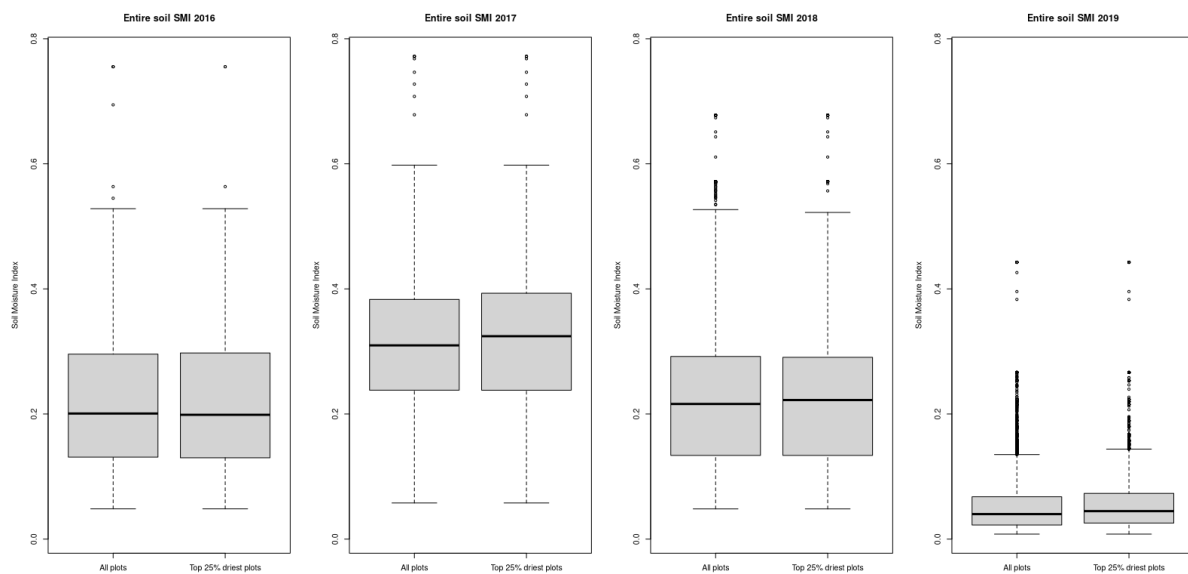 Entire soil SMI 2016
Soil Moisture Index
0.8
0.6
0.4
0.2
0.0
All plots
Top 25% driest plots
Entire soil SMI 2017
Soil Moisture Index
0.8
0.6
0.4
0.2
0.0
All plots
Top 25% driest plots
Entire soil SMI 2018
Soil Moisture Index
0.8
0.6
0.4
0.2
0.0
All plots
Top 25% driest plots
Entire soil SMI 2019
Soil Moisture Index
0.8
0.6
0.4
0.2
0.0
All plots
Top 25% driest plots